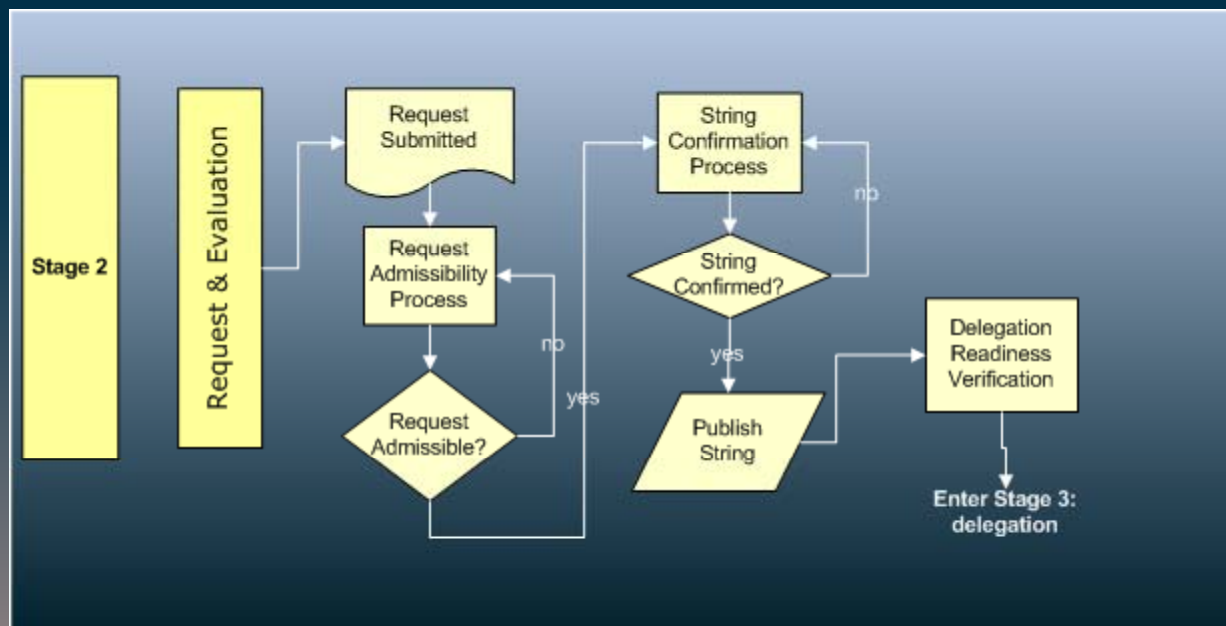 Stage 2
Request & Evaluation
Request
Submitted
Request
Admissibility
Process
no
Request
Admissible?
yes
String
Confirmation
Process
no
String
Confirmed?
yes
Publish
String
Delegation
Readiness
Verification
Enter Stage 3:
delegation